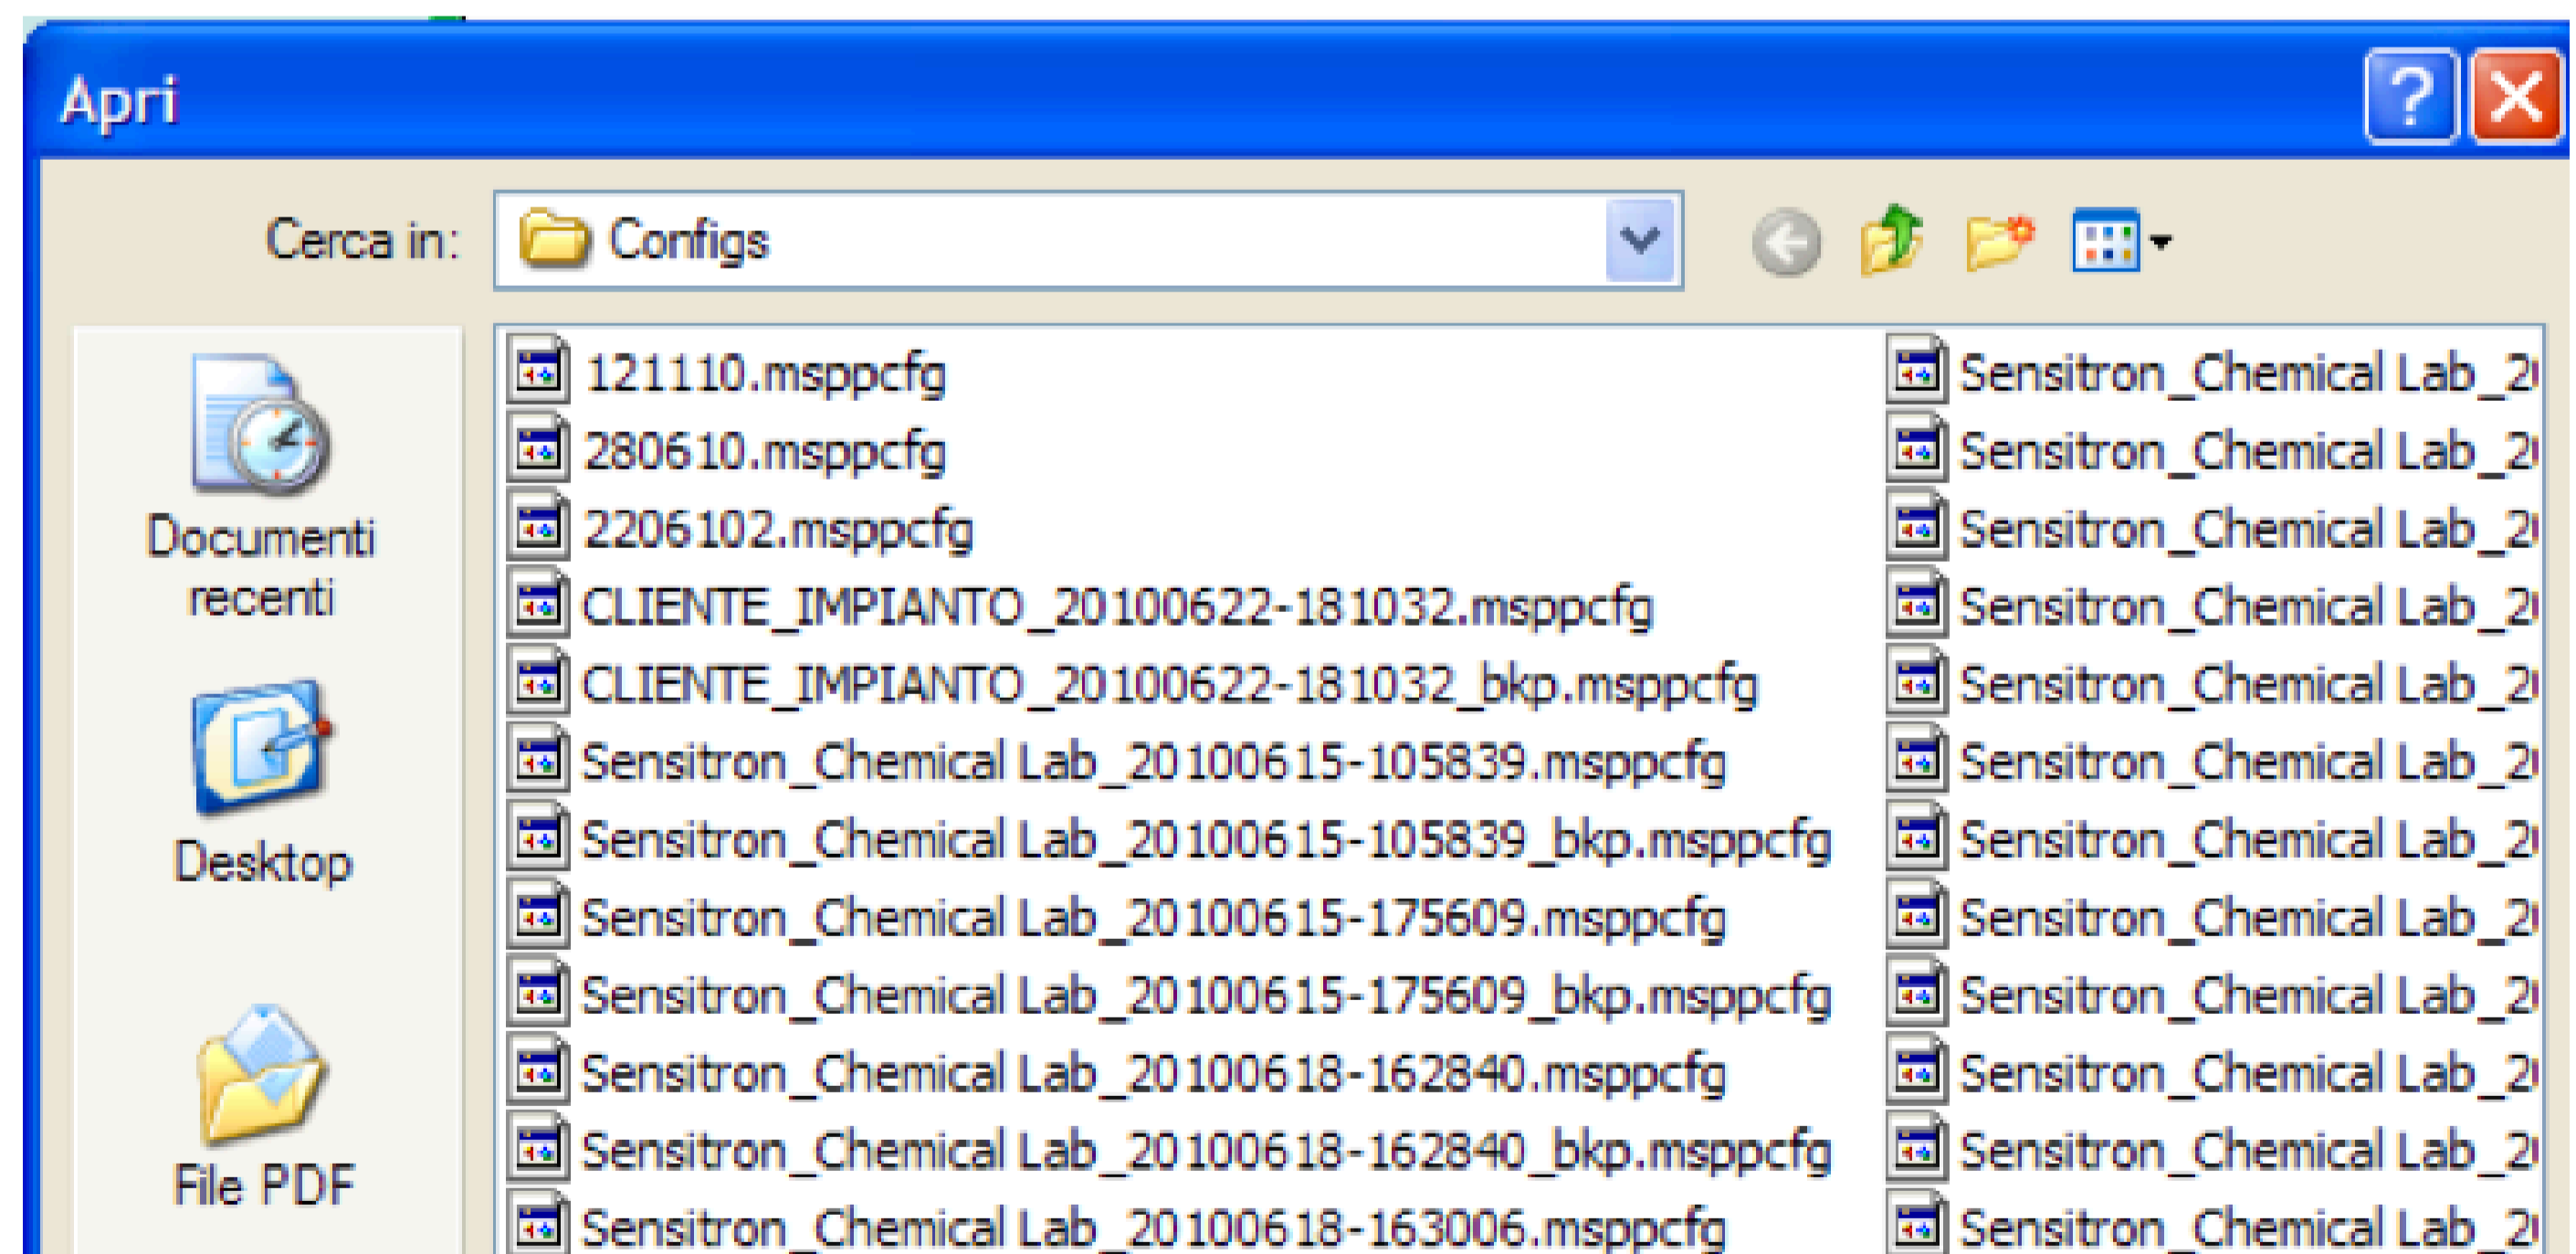 Apri
Cerca in:
Configs
Documenti
recenti
Desktop
File PDF
121110.msppcfg
280610.msppcfg
2206102.msppcfg
CLIENTE_IMPIANTO_20100622-181032.msppcfg
CLIENTE_IMPIANTO_20100622-181032_bkp.msppcfg
Sensitron_Chemical Lab_20100615-105839.msppcfg
Sensitron_Chemical Lab_20100615-105839_bkp.msppcfg
Sensitron_Chemical Lab_20100615-175609.msppcfg
Sensitron_Chemical Lab_20100615-175609_bkp.msppcfg
Sensitron_Chemical Lab_20100618-162840.msppcfg
Sensitron_Chemical Lab_20100618-162840_bkp.msppcfg
Sensitron_Chemical Lab_20100618-163006.msppcfg
Sensitron_Chemical Lab_2
Sensitron_Chemical Lab_2
Sensitron_Chemical Lab_2
Sensitron_Chemical Lab_2
Sensitron_Chemical Lab_2
Sensitron_Chemical Lab_2
Sensitron_Chemical Lab_2
Sensitron_Chemical Lab_2
Sensitron_Chemical Lab_2
Sensitron_Chemical Lab_2
Sensitron_Chemical Lab_2
Sensitron_Chemical Lab_2